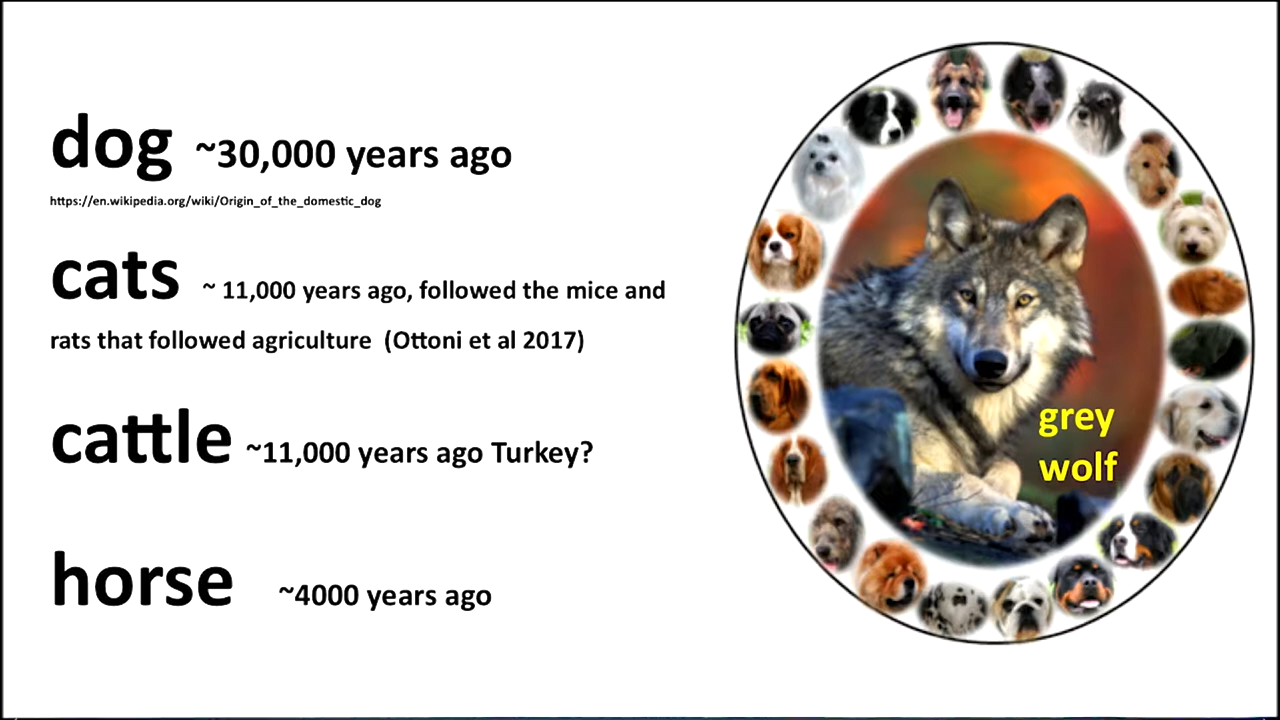 dog ~30,000 years ago
https://en.wikipedia.org/wiki/Origin_of_the_domestic_dog
cats ~ 11,000 years ago, followed the mice and
rats that followed agriculture (Ottoni et al 2017)
cattle ~11,000 years ago Turkey?
horse ~4000 years ago
grey
wolf